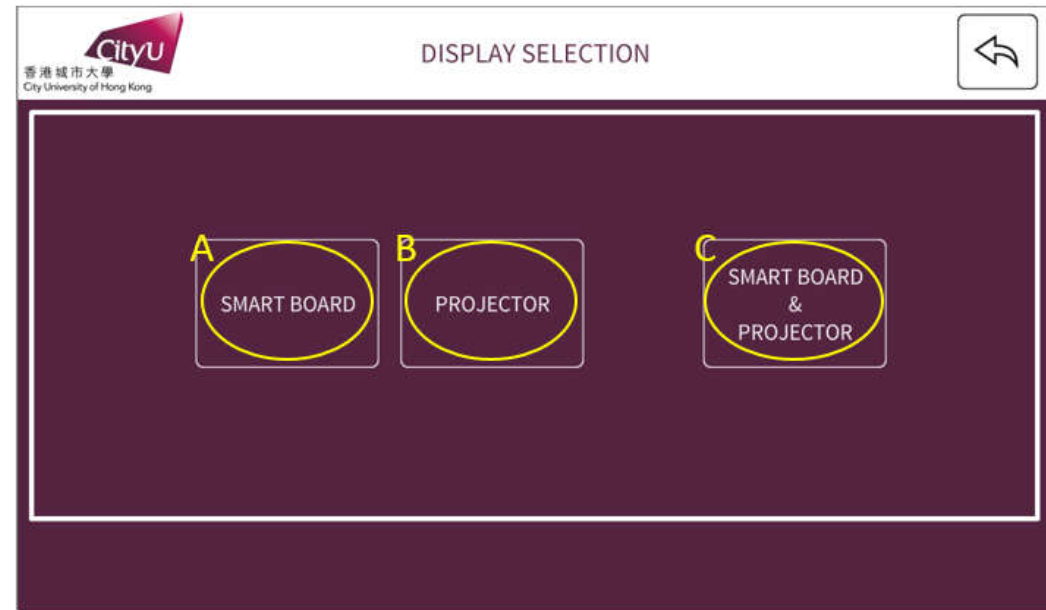 CityU
香港城市大學
City University of Hong Kong
DISPLAY SELECTION
A
SMART BOARD
B
PROJECTOR
C
SMART BOARD
&
PROJECTOR